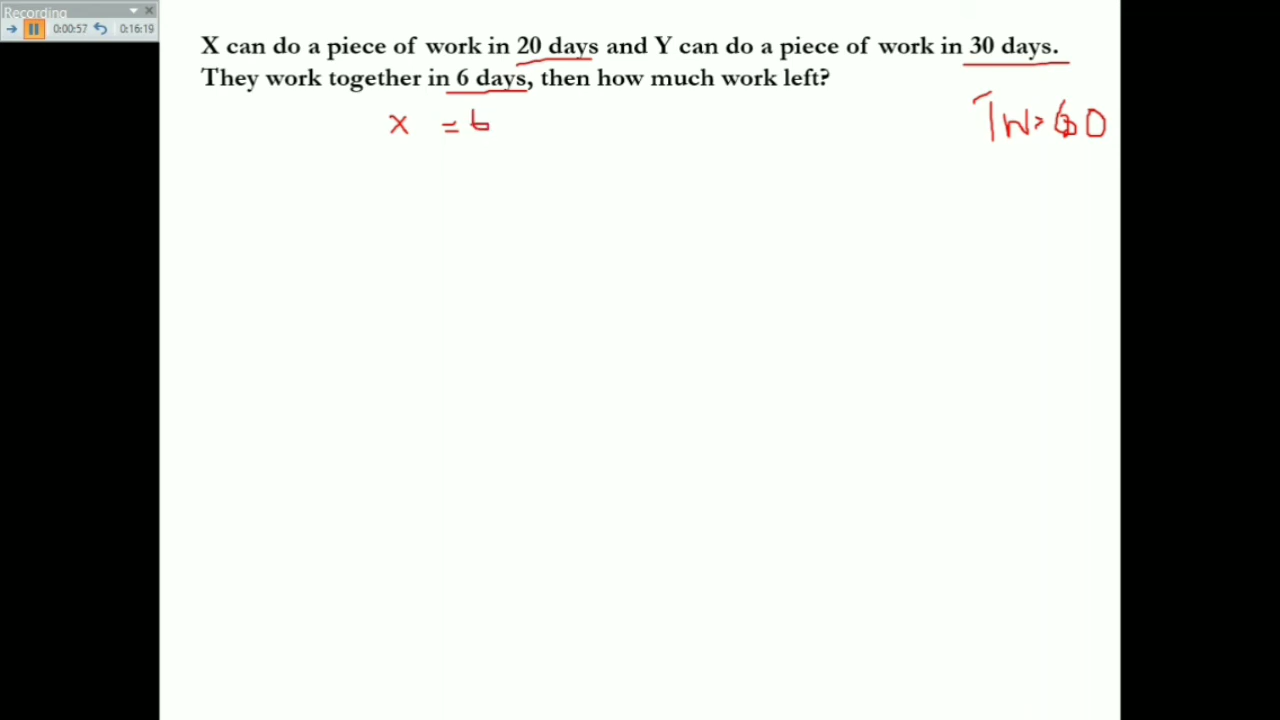 Recording
0:00:57 0:16:19
X can do a piece of work in 20 days and Y can do a piece of work in 30 days.
They work together in 6 days, then how much work left?
x = 6
TW = 60